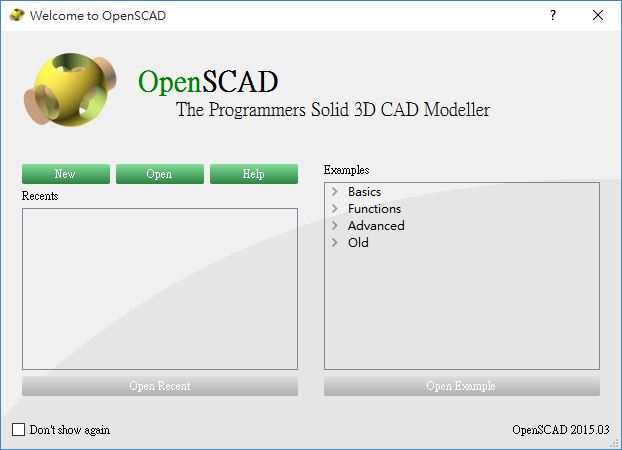 Welcome to OpenSCAD
?
OpenSCAD
The Programmers Solid 3D CAD Modeller
New Open Help
Recents
Open Recent
Examples
Basics
Functions
Advanced
Old
Open Example
Don't show again
OpenSCAD 2015.03